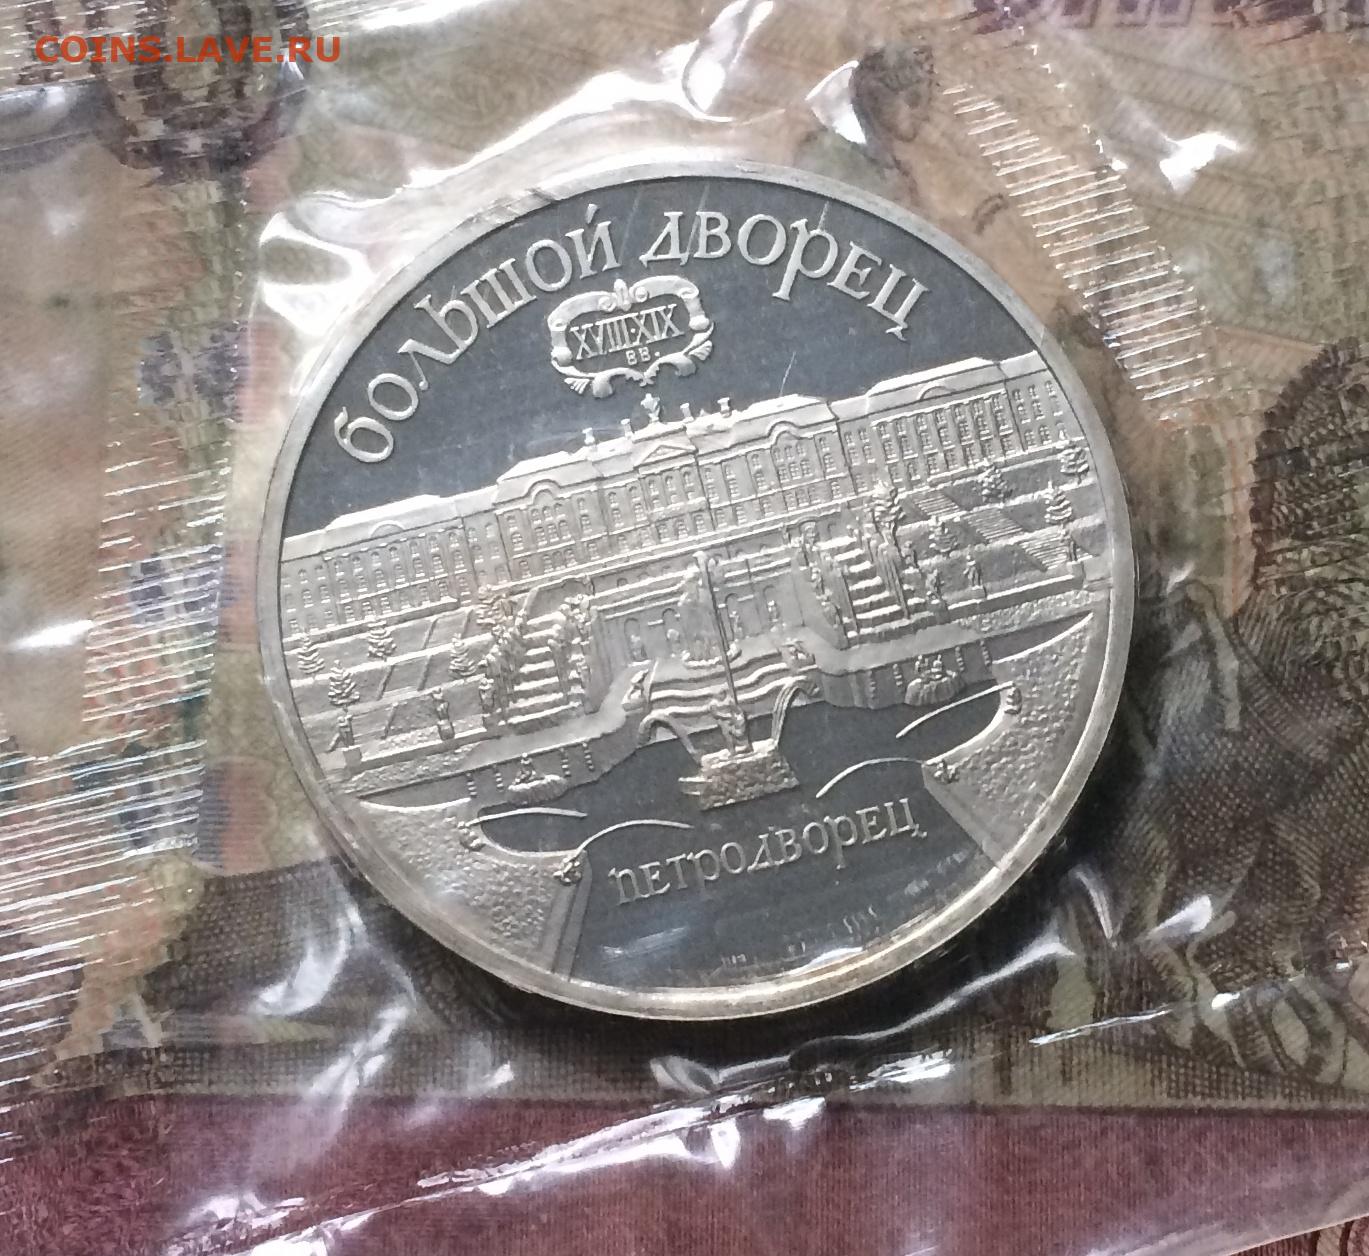 COINS.LAVE.RU
БОЛЬШОЙ ДВОРЕЦ
XVIII-XIX
ВВ.
ПЕТРОДВОРЕЦ